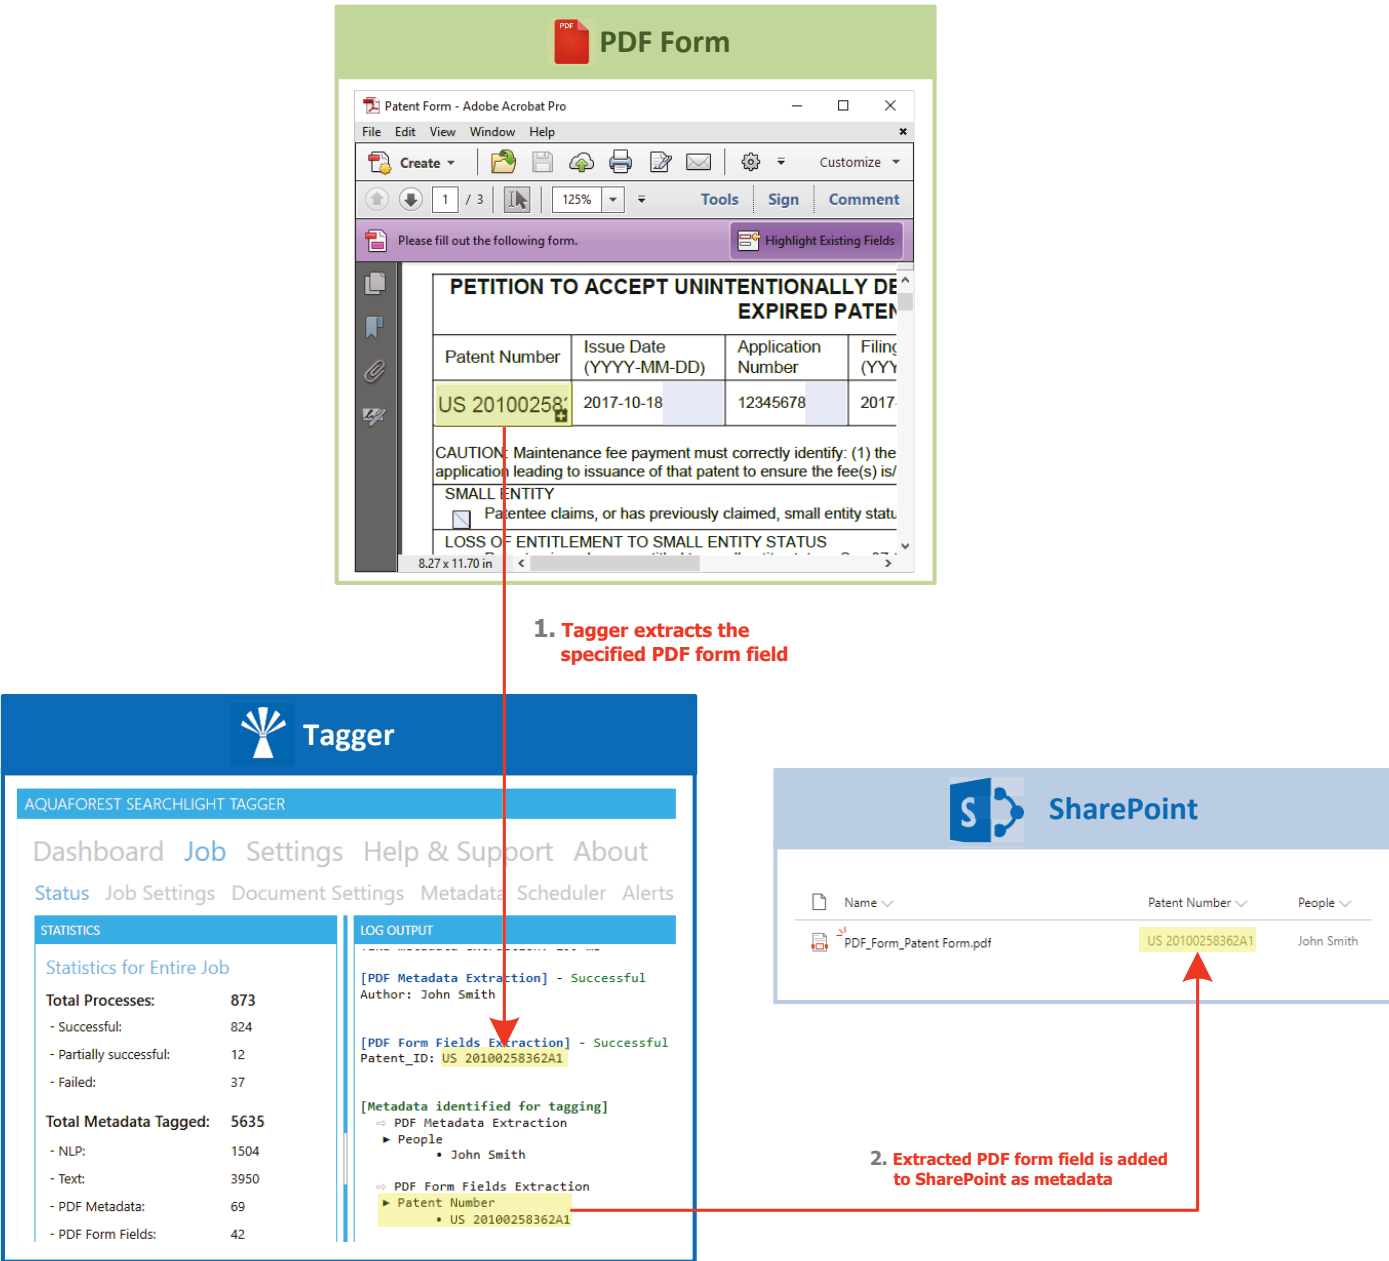 PDF
PDF Form
Patent Form - Adobe Acrobat Pro
File Edit View Window Help
Create
Customize
1 / 3
125%
Tools Sign Comment
Please fill out the following form.
Highlight Existing Fields
PETITION TO ACCEPT UNINTENTIONALLY DE
EXPIRED PATEN
Patent Number
Issue Date
(YYYY-MM-DD)
Application
Number
Filing
(YYY
US 201002583
2017-10-18
12345678
2017-
CAUTION: Maintenance fee payment must correctly identify: (1) the
application leading to issuance of that patent to ensure the fee(s) is/
SMALL ENTITY
Patentee claims, or has previously claimed, small entity statu
LOSS OF ENTITLEMENT TO SMALL ENTITY STATUS
8.27 x 11.70 in
1. Tagger extracts the
specified PDF form field
Tagger
AQUAFOREST SEARCHLIGHT TAGGER
Dashboard Job Settings Help & Support About
Status Job Settings Document Settings Metadata Scheduler Alerts
STATISTICS
Statistics for Entire Job
Total Processes: 873
- Successful: 824
- Partially successful: 12
- Failed: 37
Total Metadata Tagged: 5635
- NLP: 1504
- Text: 3950
- PDF Metadata: 69
- PDF Form Fields: 42
LOG OUTPUT
[PDF Metadata Extraction] - Successful
Author: John Smith
[PDF Form Fields Extraction] - Successful
Patent_ID: US 20100258362A1
[Metadata identified for tagging]
⇨ PDF Metadata Extraction
► People
• John Smith
⇨ PDF Form Fields Extraction
► Patent Number
• US 20100258362A1
S SharePoint
Name Patent Number People
PDF_Form_Patent Form.pdf US 20100258362A1 John Smith
2. Extracted PDF form field is added
to SharePoint as metadata